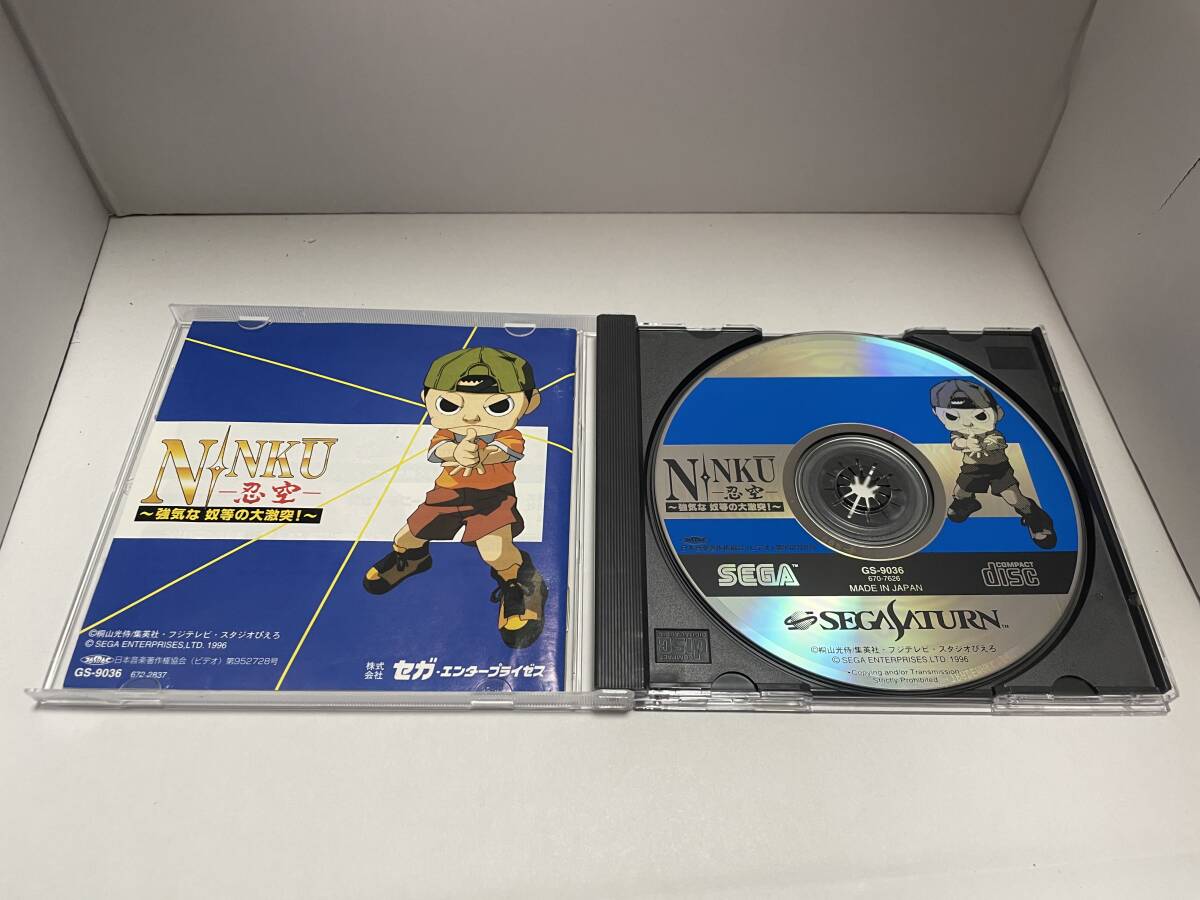 NINKŪ
－忍空－
～強気な 奴等の大激突！～
©桐山光侍/集英社・フジテレビ・スタジオぴえろ
© SEGA ENTERPRISES,LTD. 1996
日本音楽著作権協会（ビデオ）第952728号
GS-9036 672-2837
株式会社 セガ・エンタープライゼス
NINKŪ
－忍空－
～強気な 奴等の大激突！～
SEGA™
GS-9036
670-7626
MADE IN JAPAN
COMPACT
disc
SEGA SATURN™
©桐山光侍/集英社・フジテレビ・スタジオぴえろ
© SEGA ENTERPRISES,LTD. 1996
•Copying and/or Transmission
Strictly Prohibited.